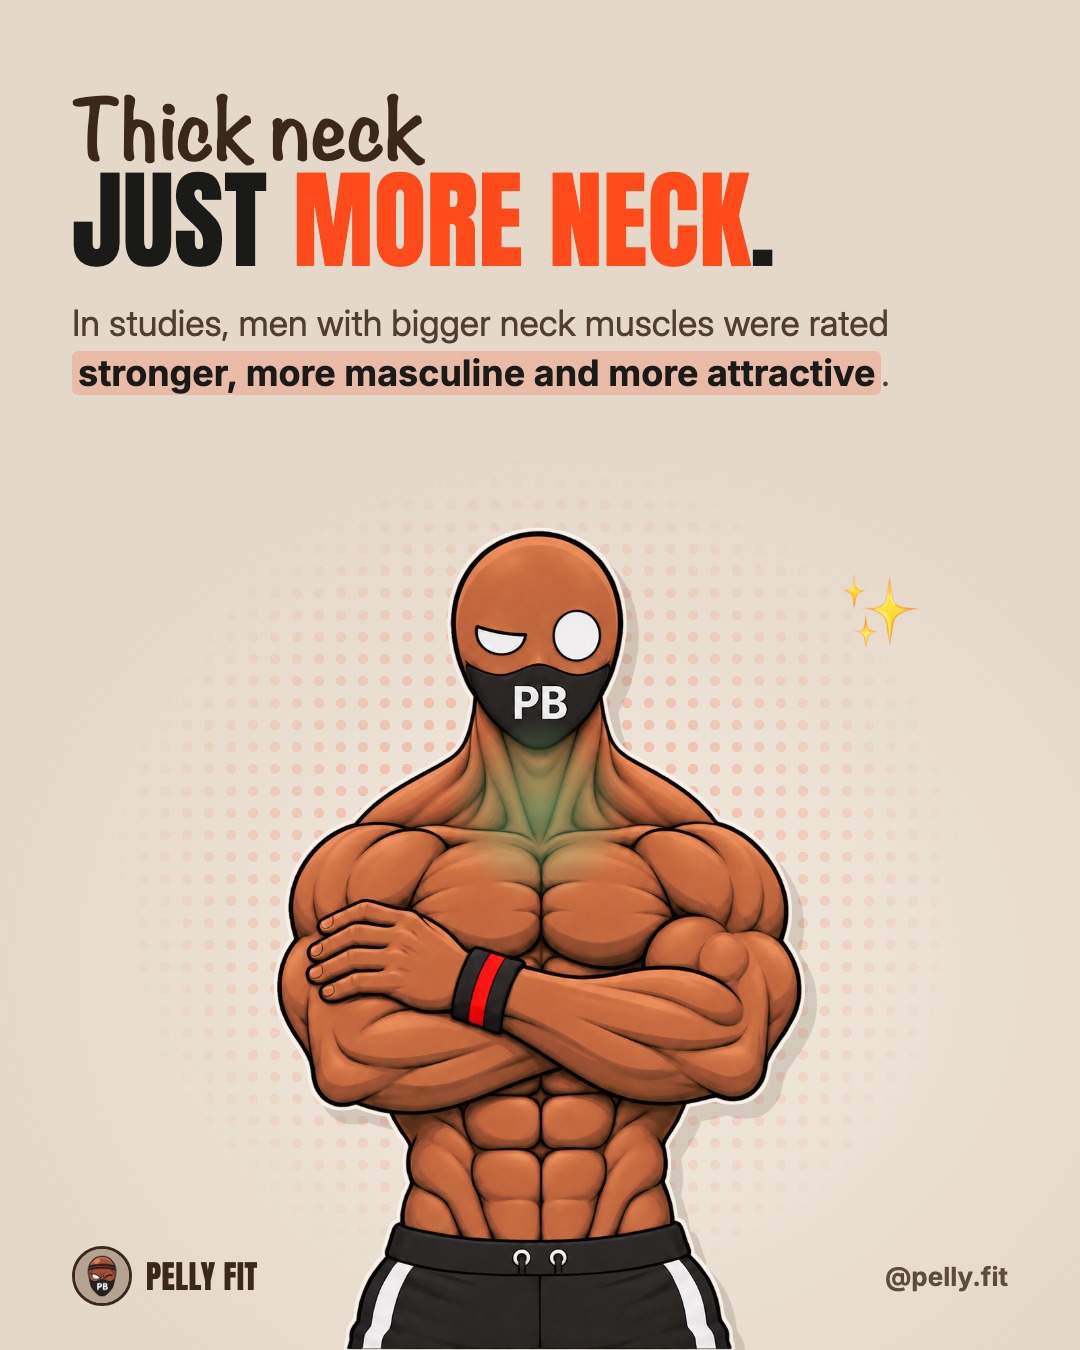 Thick neck
JUST MORE NECK.
In studies, men with bigger neck muscles were rated
stronger, more masculine and more attractive.
PB
PB
PELLY FIT
@pelly.fit